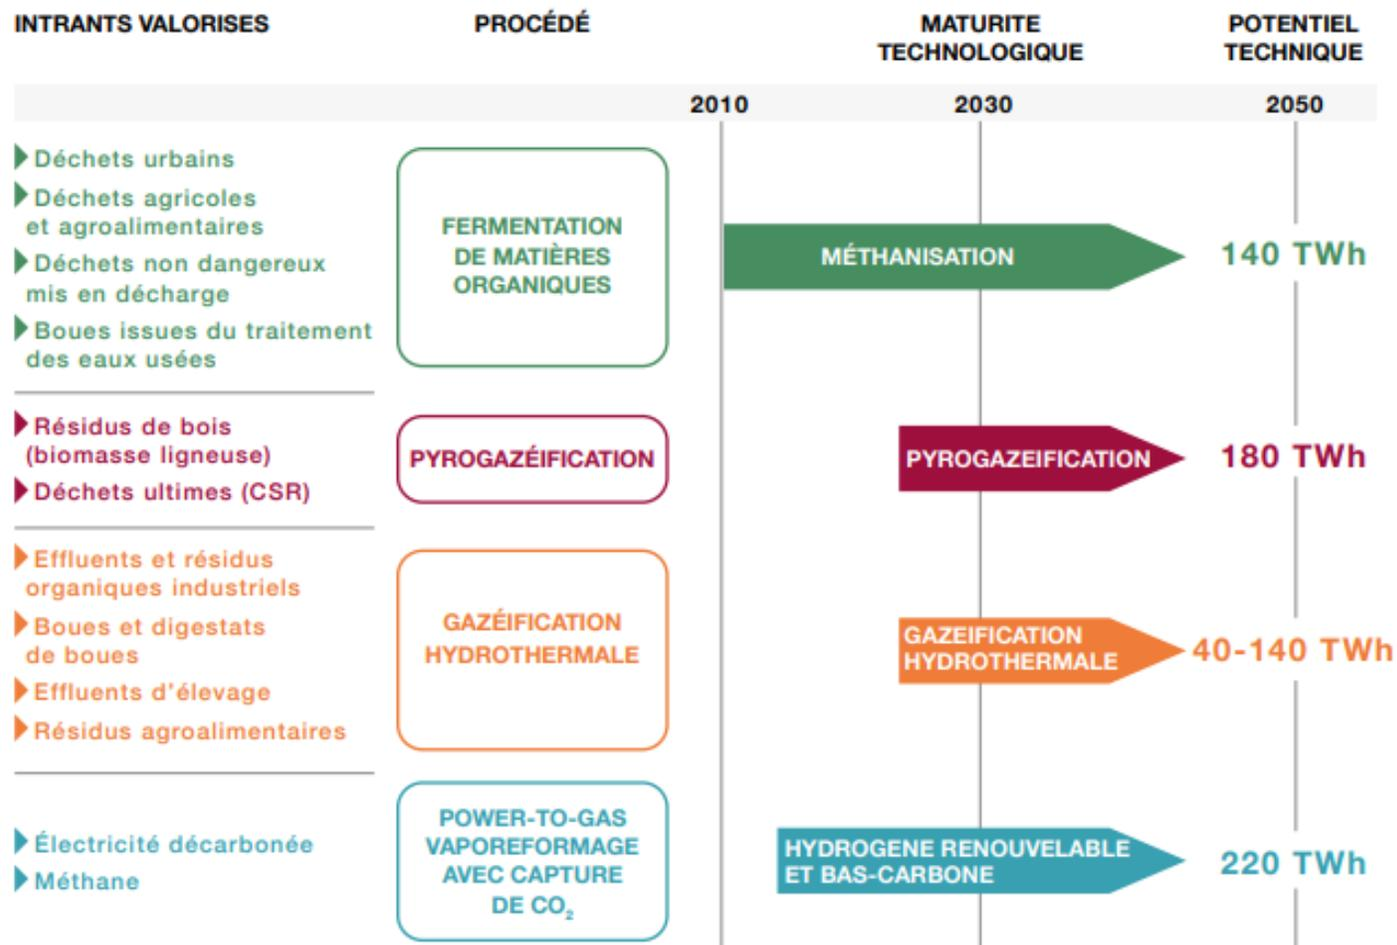 INTRANTS VALORISES
PROCÉDÉ
MATURITE
TECHNOLOGIQUE
POTENTIEL
TECHNIQUE
2010
2030
2050
Déchets urbains
Déchets agricoles
et agroalimentaires
Déchets non dangereux
mis en décharge
Boues issues du traitement
des eaux usées
FERMENTATION
DE MATIÈRES
ORGANIQUES
MÉTHANISATION
140 TWh
Résidus de bois
(biomasse ligneuse)
Déchets ultimes (CSR)
PYROGAZÉIFICATION
PYROGAZEIFICATION
180 TWh
Effluents et résidus
organiques industriels
Boues et digestats
de boues
Effluents d'élevage
Résidus agroalimentaires
GAZÉIFICATION
HYDROTHERMALE
GAZEIFICATION
HYDROTHERMALE
40-140 TWh
Électricité décarbonée
Méthane
POWER-TO-GAS
VAPOREFORMAGE
AVEC CAPTURE
DE CO₂
HYDROGENE RENOUVELABLE
ET BAS-CARBONE
220 TWh